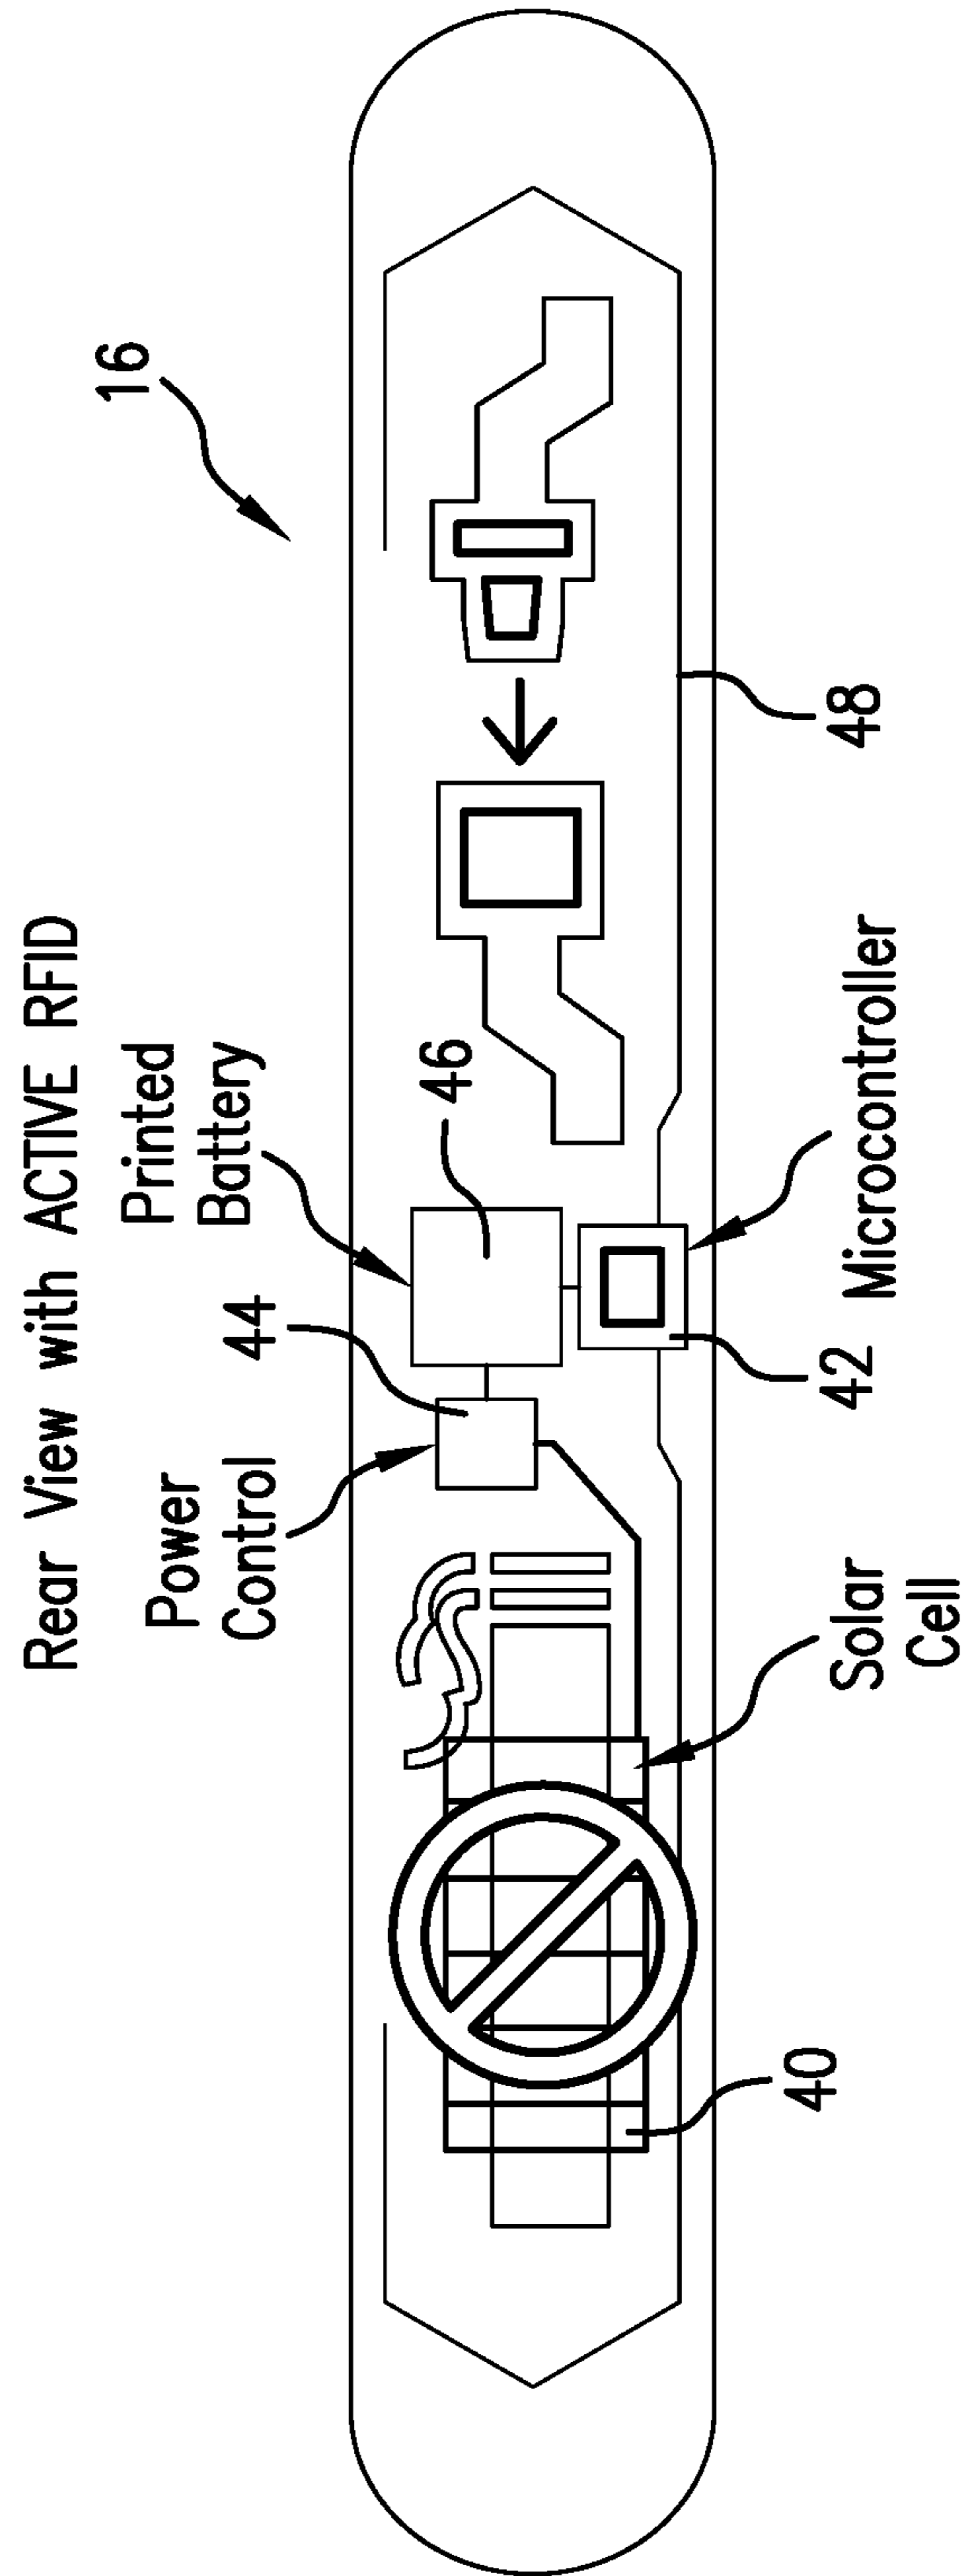 Rear View with ACTIVE RFID
16
Power
Control
44
Printed
Battery
46
40
Solar
Cell
42
Microcontroller
48